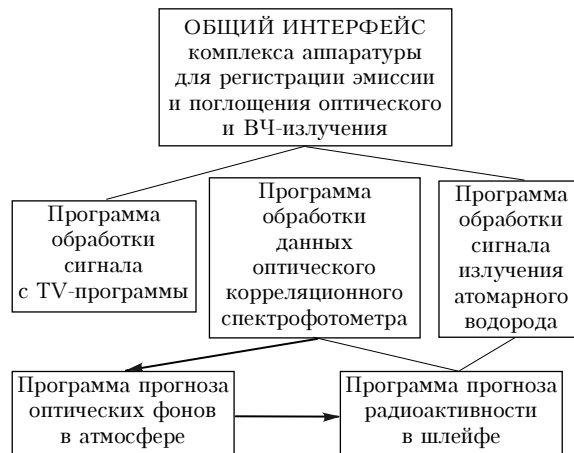 ОБЩИЙ ИНТЕРФЕЙС
комплекса аппаратуры
для регистрации эмиссии
и поглощения оптического
и ВЧ-излучения
Программа
обработки
сигнала
с TV-программы
Программа
обработки
данных
оптического
корреляционного
спектрофотометра
Программа
обработки
сигнала
излучения
атомарного
водорода
Программа прогноза
оптических фонов
в атмосфере
Программа прогноза
радиоактивности
в шлейфе